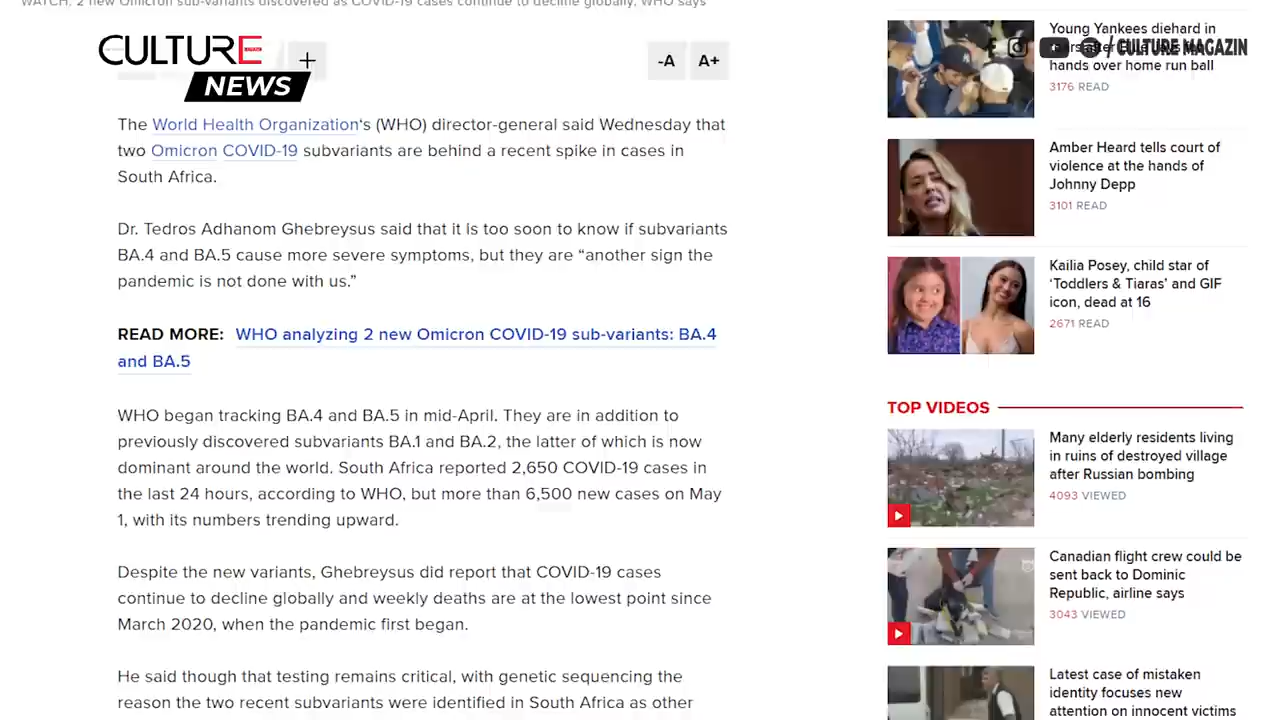 WATCH: 2 new Omicron sub-variants discovered as COVID-19 cases continue to decline globally, WHO says
CULTURE
NEWS
+
-A
A+
The World Health Organization‘s (WHO) director-general said Wednesday that
two Omicron COVID-19 subvariants are behind a recent spike in cases in
South Africa.
Dr. Tedros Adhanom Ghebreysus said that it is too soon to know if subvariants
BA.4 and BA.5 cause more severe symptoms, but they are “another sign the
pandemic is not done with us.”
READ MORE: WHO analyzing 2 new Omicron COVID-19 sub-variants: BA.4
and BA.5
WHO began tracking BA.4 and BA.5 in mid-April. They are in addition to
previously discovered subvariants BA.1 and BA.2, the latter of which is now
dominant around the world. South Africa reported 2,650 COVID-19 cases in
the last 24 hours, according to WHO, but more than 6,500 new cases on May
1, with its numbers trending upward.
Despite the new variants, Ghebreysus did report that COVID-19 cases
continue to decline globally and weekly deaths are at the lowest point since
March 2020, when the pandemic first began.
He said though that testing remains critical, with genetic sequencing the
reason the two recent subvariants were identified in South Africa as other
Young Yankees diehard in
hands over home run ball
3176 READ
/ CULTURE MAGAZIN
Amber Heard tells court of
violence at the hands of
Johnny Depp
3101 READ
Kailia Posey, child star of
‘Toddlers & Tiaras’ and GIF
icon, dead at 16
2671 READ
TOP VIDEOS
Many elderly residents living
in ruins of destroyed village
after Russian bombing
4093 VIEWED
Canadian flight crew could be
sent back to Dominic
Republic, airline says
3043 VIEWED
Latest case of mistaken
identity focuses new
attention on innocent victims